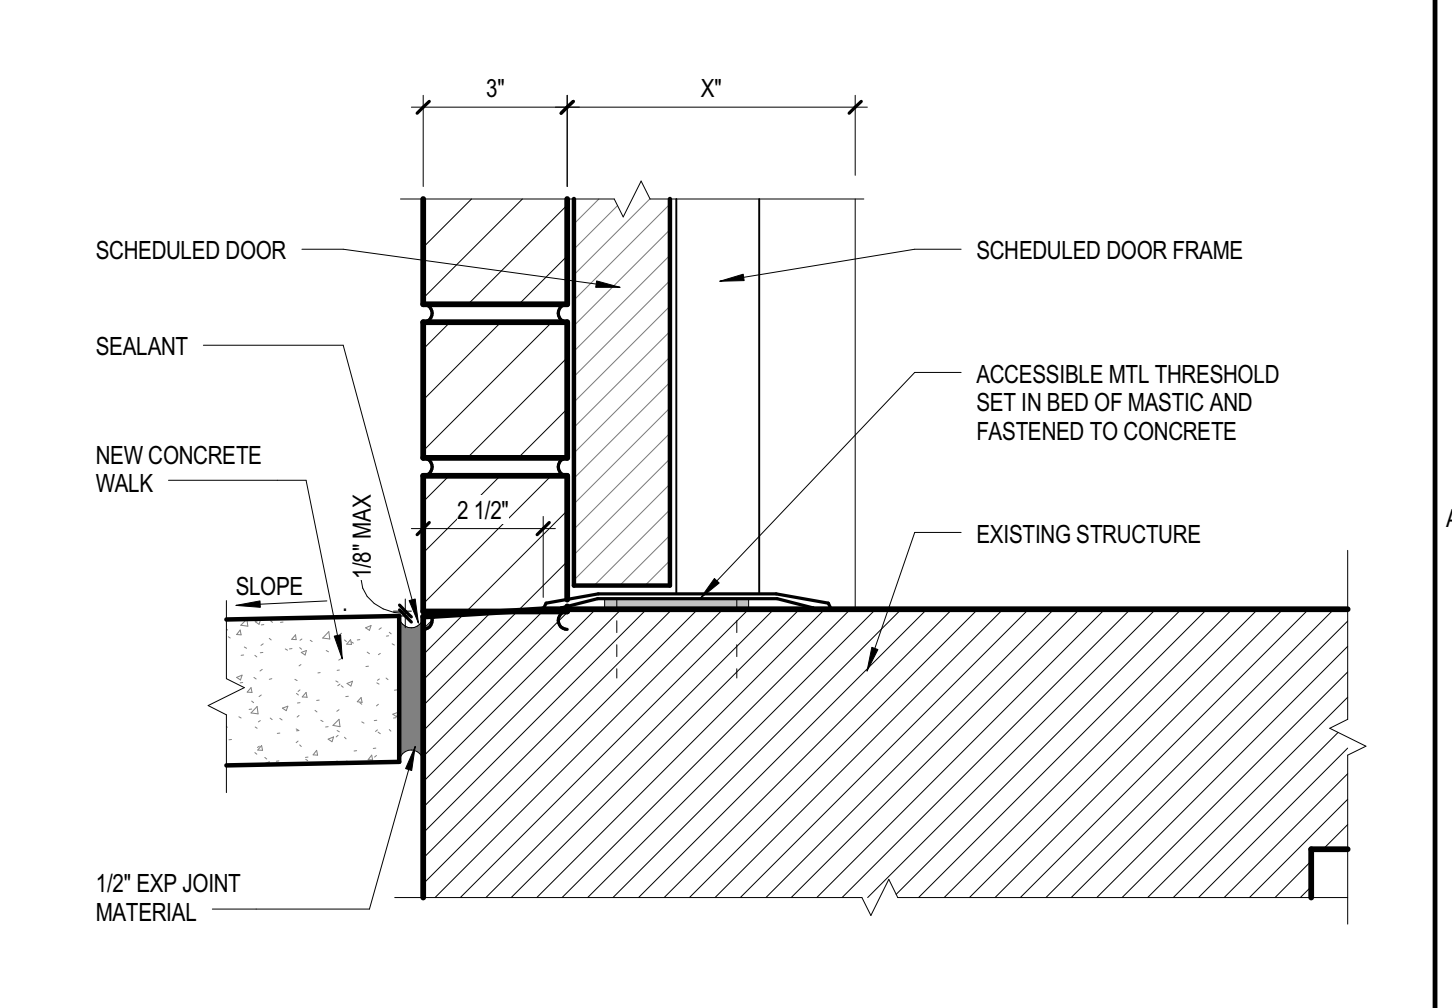 3"
X"
SCHEDULED DOOR
SCHEDULED DOOR FRAME
SEALANT
ACCESSIBLE MTL THRESHOLD
SET IN BED OF MASTIC AND
FASTENED TO CONCRETE
NEW CONCRETE
WALK
1/8" MAX
2 1/2"
EXISTING STRUCTURE
SLOPE
1/2" EXP JOINT
MATERIAL